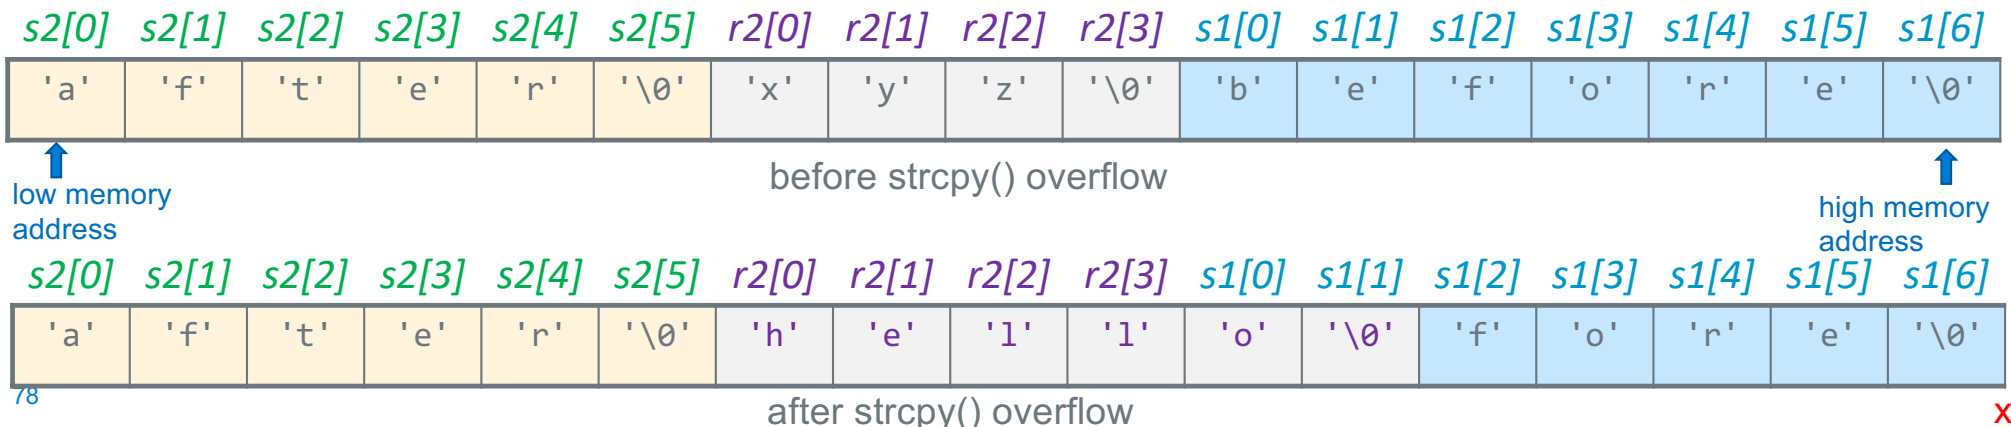 s2[0] s2[1] s2[2] s2[3] s2[4] s2[5] r2[0] r2[1] r2[2] r2[3] s1[0] s1[1] s1[2] s1[3] s1[4] s1[5] s1[6]
'a' 'f' 't' 'e' 'r' '\0' 'x' 'y' 'z' '\0' 'b' 'e' 'f' 'o' 'r' 'e' '\0'
before strcpy() overflow
low memory
address
high memory
address
s2[0] s2[1] s2[2] s2[3] s2[4] s2[5] r2[0] r2[1] r2[2] r2[3] s1[0] s1[1] s1[2] s1[3] s1[4] s1[5] s1[6]
'a' 'f' 't' 'e' 'r' '\0' 'h' 'e' 'l' 'l' 'o' '\0' 'f' 'o' 'r' 'e' '\0'
78
after strcpy() overflow
x